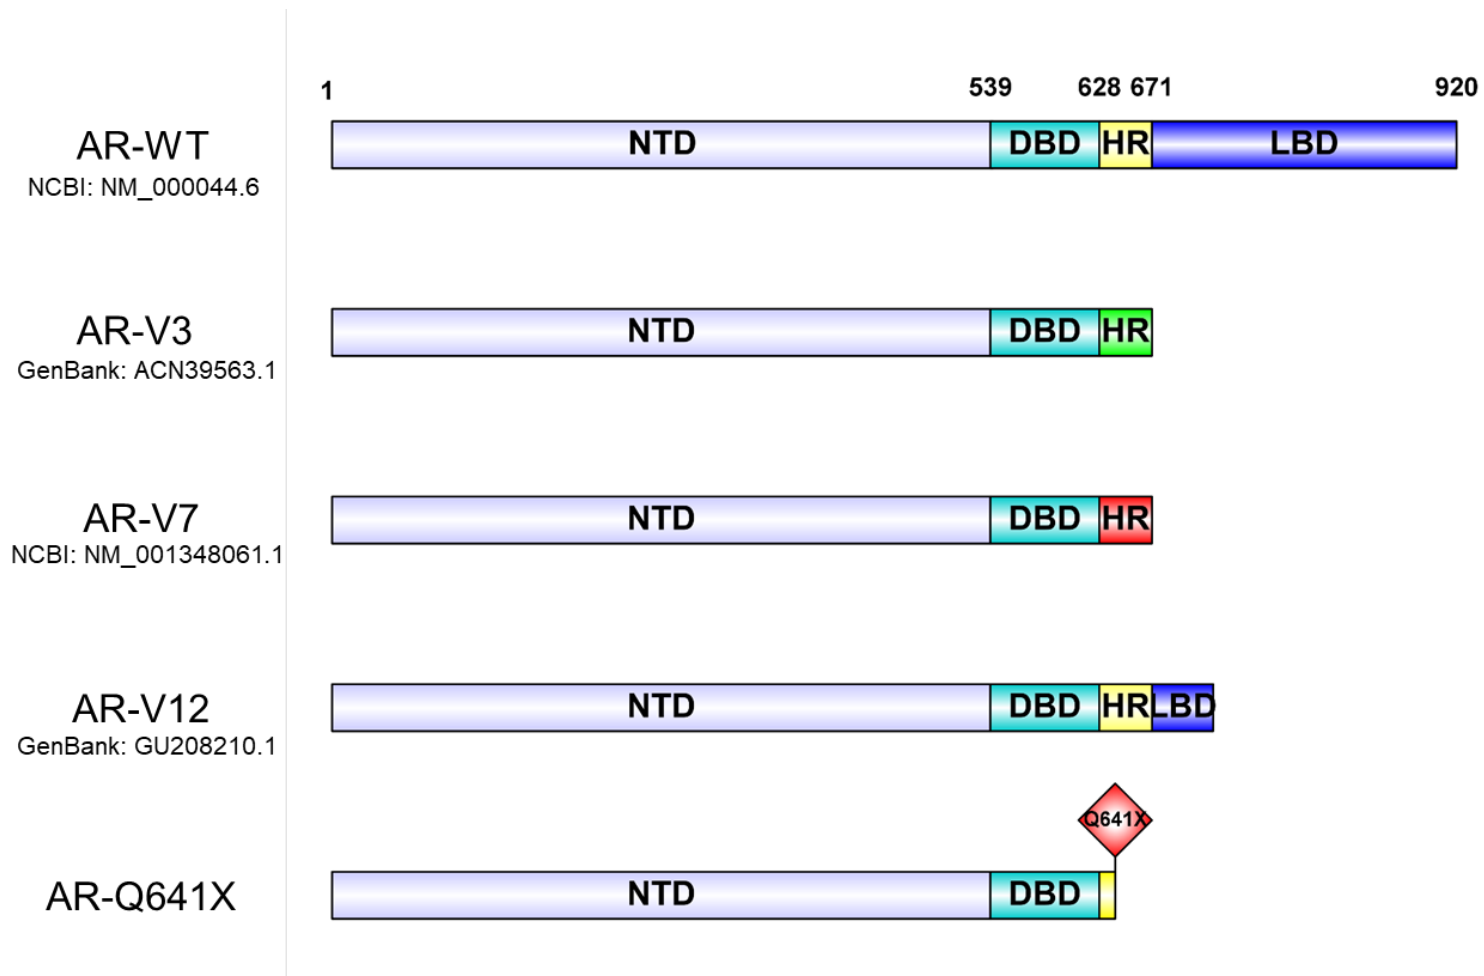 1 539 628 671 920
AR-WT NTD DBD HR LBD
NCBI: NM_000044.6
AR-V3 NTD DBD HR
GenBank: ACN39563.1
AR-V7 NTD DBD HR
NCBI: NM_001348061.1
AR-V12 NTD DBD HR LBD
GenBank: GU208210.1
Q641X
AR-Q641X NTD DBD